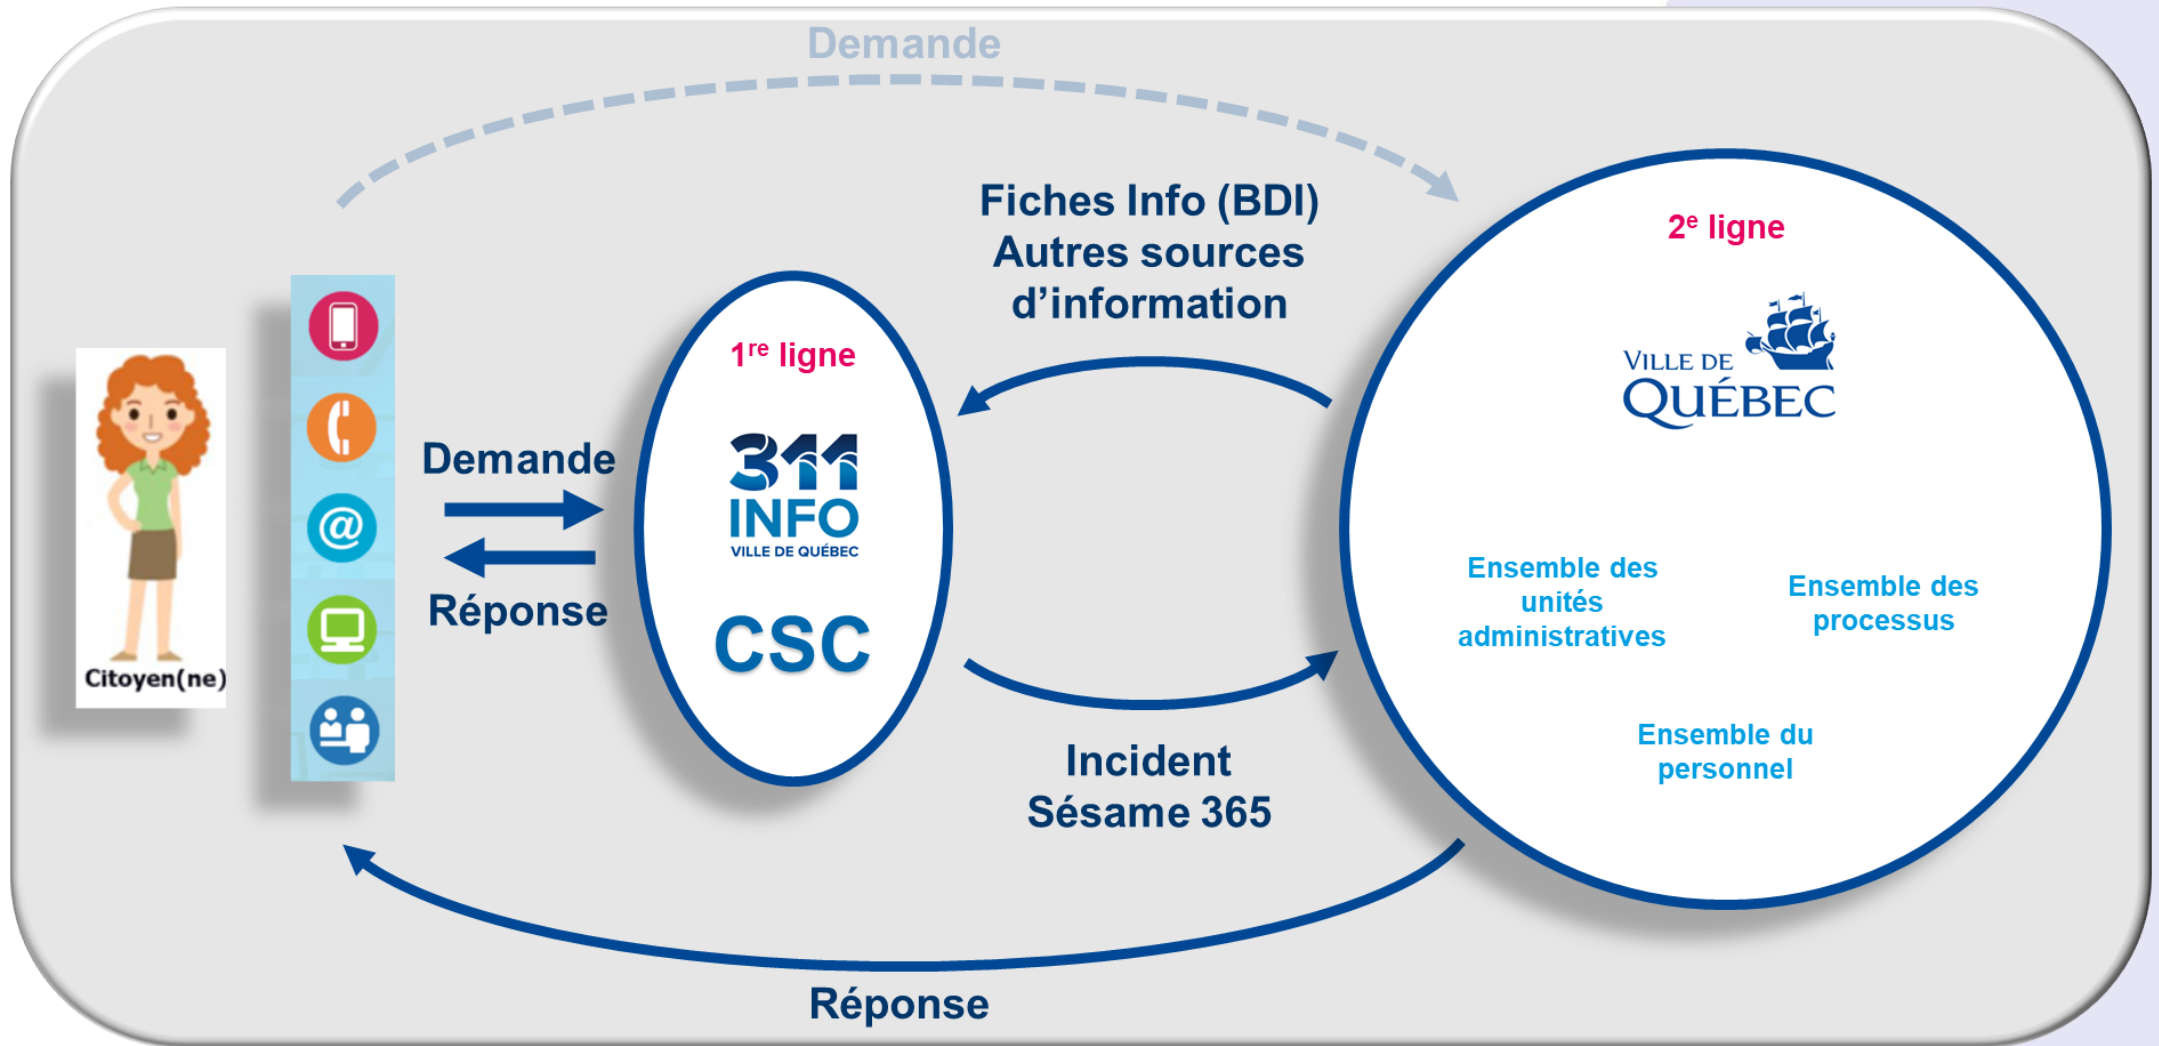 Demande
Fiches Info (BDI)
Autres sources
d’information
2e ligne
VILLE DE
QUÉBEC
1re ligne
311
INFO
VILLE DE QUÉBEC
CSC
Demande
Réponse
Citoyen(ne)
Ensemble des
unités
administratives
Ensemble des
processus
Ensemble du
personnel
Incident
Sésame 365
Réponse